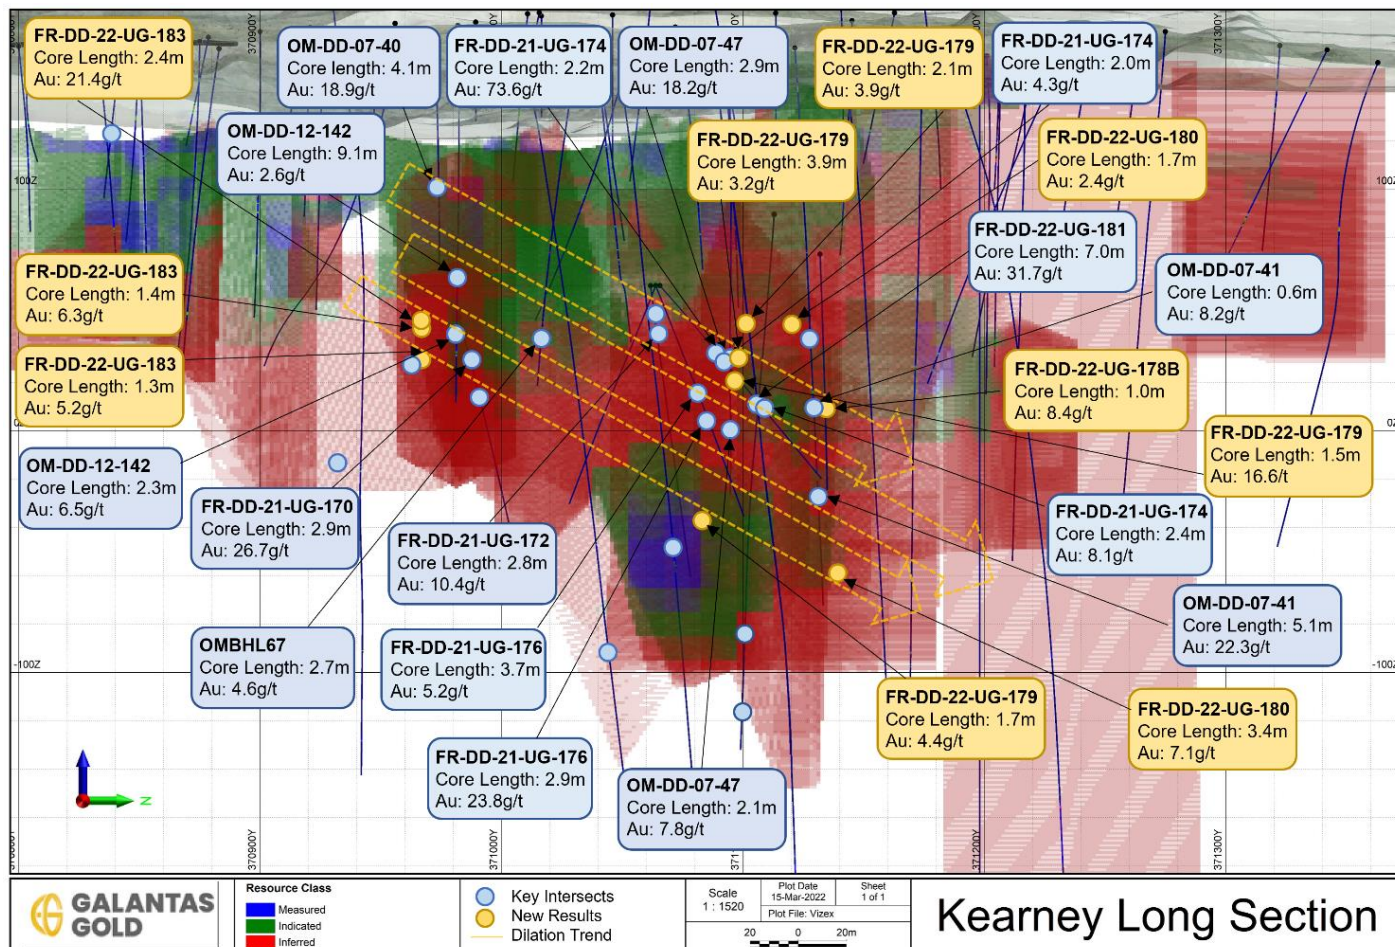 370900Y
371000Y
371300Y
FR-DD-22-UG-183
Core Length: 2.4m
Au: 21.4g/t
OM-DD-07-40
Core length: 4.1m
Au: 18.9g/t
FR-DD-21-UG-174
Core Length: 2.2m
Au: 73.6g/t
OM-DD-07-47
Core Length: 2.9m
Au: 18.2g/t
FR-DD-22-UG-179
Core Length: 2.1m
Au: 3.9g/t
FR-DD-21-UG-174
Core Length: 2.0m
Au: 4.3g/t
OM-DD-12-142
Core Length: 9.1m
Au: 2.6g/t
FR-DD-22-UG-179
Core Length: 3.9m
Au: 3.2g/t
FR-DD-22-UG-180
Core Length: 1.7m
Au: 2.4g/t
100Z
100Z
FR-DD-22-UG-183
Core Length: 1.4m
Au: 6.3g/t
FR-DD-22-UG-181
Core Length: 7.0m
Au: 31.7g/t
OM-DD-07-41
Core Length: 0.6m
Au: 8.2g/t
FR-DD-22-UG-183
Core Length: 1.3m
Au: 5.2g/t
FR-DD-22-UG-178B
Core Length: 1.0m
Au: 8.4g/t
0Z
FR-DD-22-UG-179
Core Length: 1.5m
Au: 16.6g/t
OM-DD-12-142
Core Length: 2.3m
Au: 6.5g/t
FR-DD-21-UG-170
Core Length: 2.9m
Au: 26.7g/t
FR-DD-21-UG-172
Core Length: 2.8m
Au: 10.4g/t
FR-DD-21-UG-174
Core Length: 2.4m
Au: 8.1g/t
OM-DD-07-41
Core Length: 5.1m
Au: 22.3g/t
OMBHL67
Core Length: 2.7m
Au: 4.6g/t
FR-DD-21-UG-176
Core Length: 3.7m
Au: 5.2g/t
-100Z
-100Z
FR-DD-22-UG-179
Core Length: 1.7m
Au: 4.4g/t
FR-DD-22-UG-180
Core Length: 3.4m
Au: 7.1g/t
FR-DD-21-UG-176
Core Length: 2.9m
Au: 23.8g/t
OM-DD-07-47
Core Length: 2.1m
Au: 7.8g/t
N
370900Y
371000Y
371200Y
371300Y
GALANTAS
GOLD
Resource Class
Measured
Indicated
Inferred
Key Intersects
New Results
Dilation Trend
Scale
1 : 1520
Plot Date
15-Mar-2022
Sheet
1 of 1
Plot File: Vizex
20 0 20m
Kearney Long Section